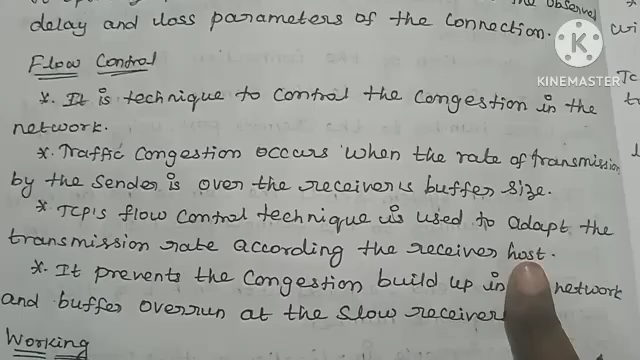 the observed
delay and loss parameters of the connection.
Flow Control
*. It is technique to control the congestion in the
network.
*. Traffic congestion occurs when the rate of transmission
by the sender is over the receiver's buffer size.
* TCP's flow control technique is used to adapt the
transmission rate according the receiver host.
*. It prevents the congestion build up in network
and buffer overrun at the slow receiver
Working
K
KINEMASTER